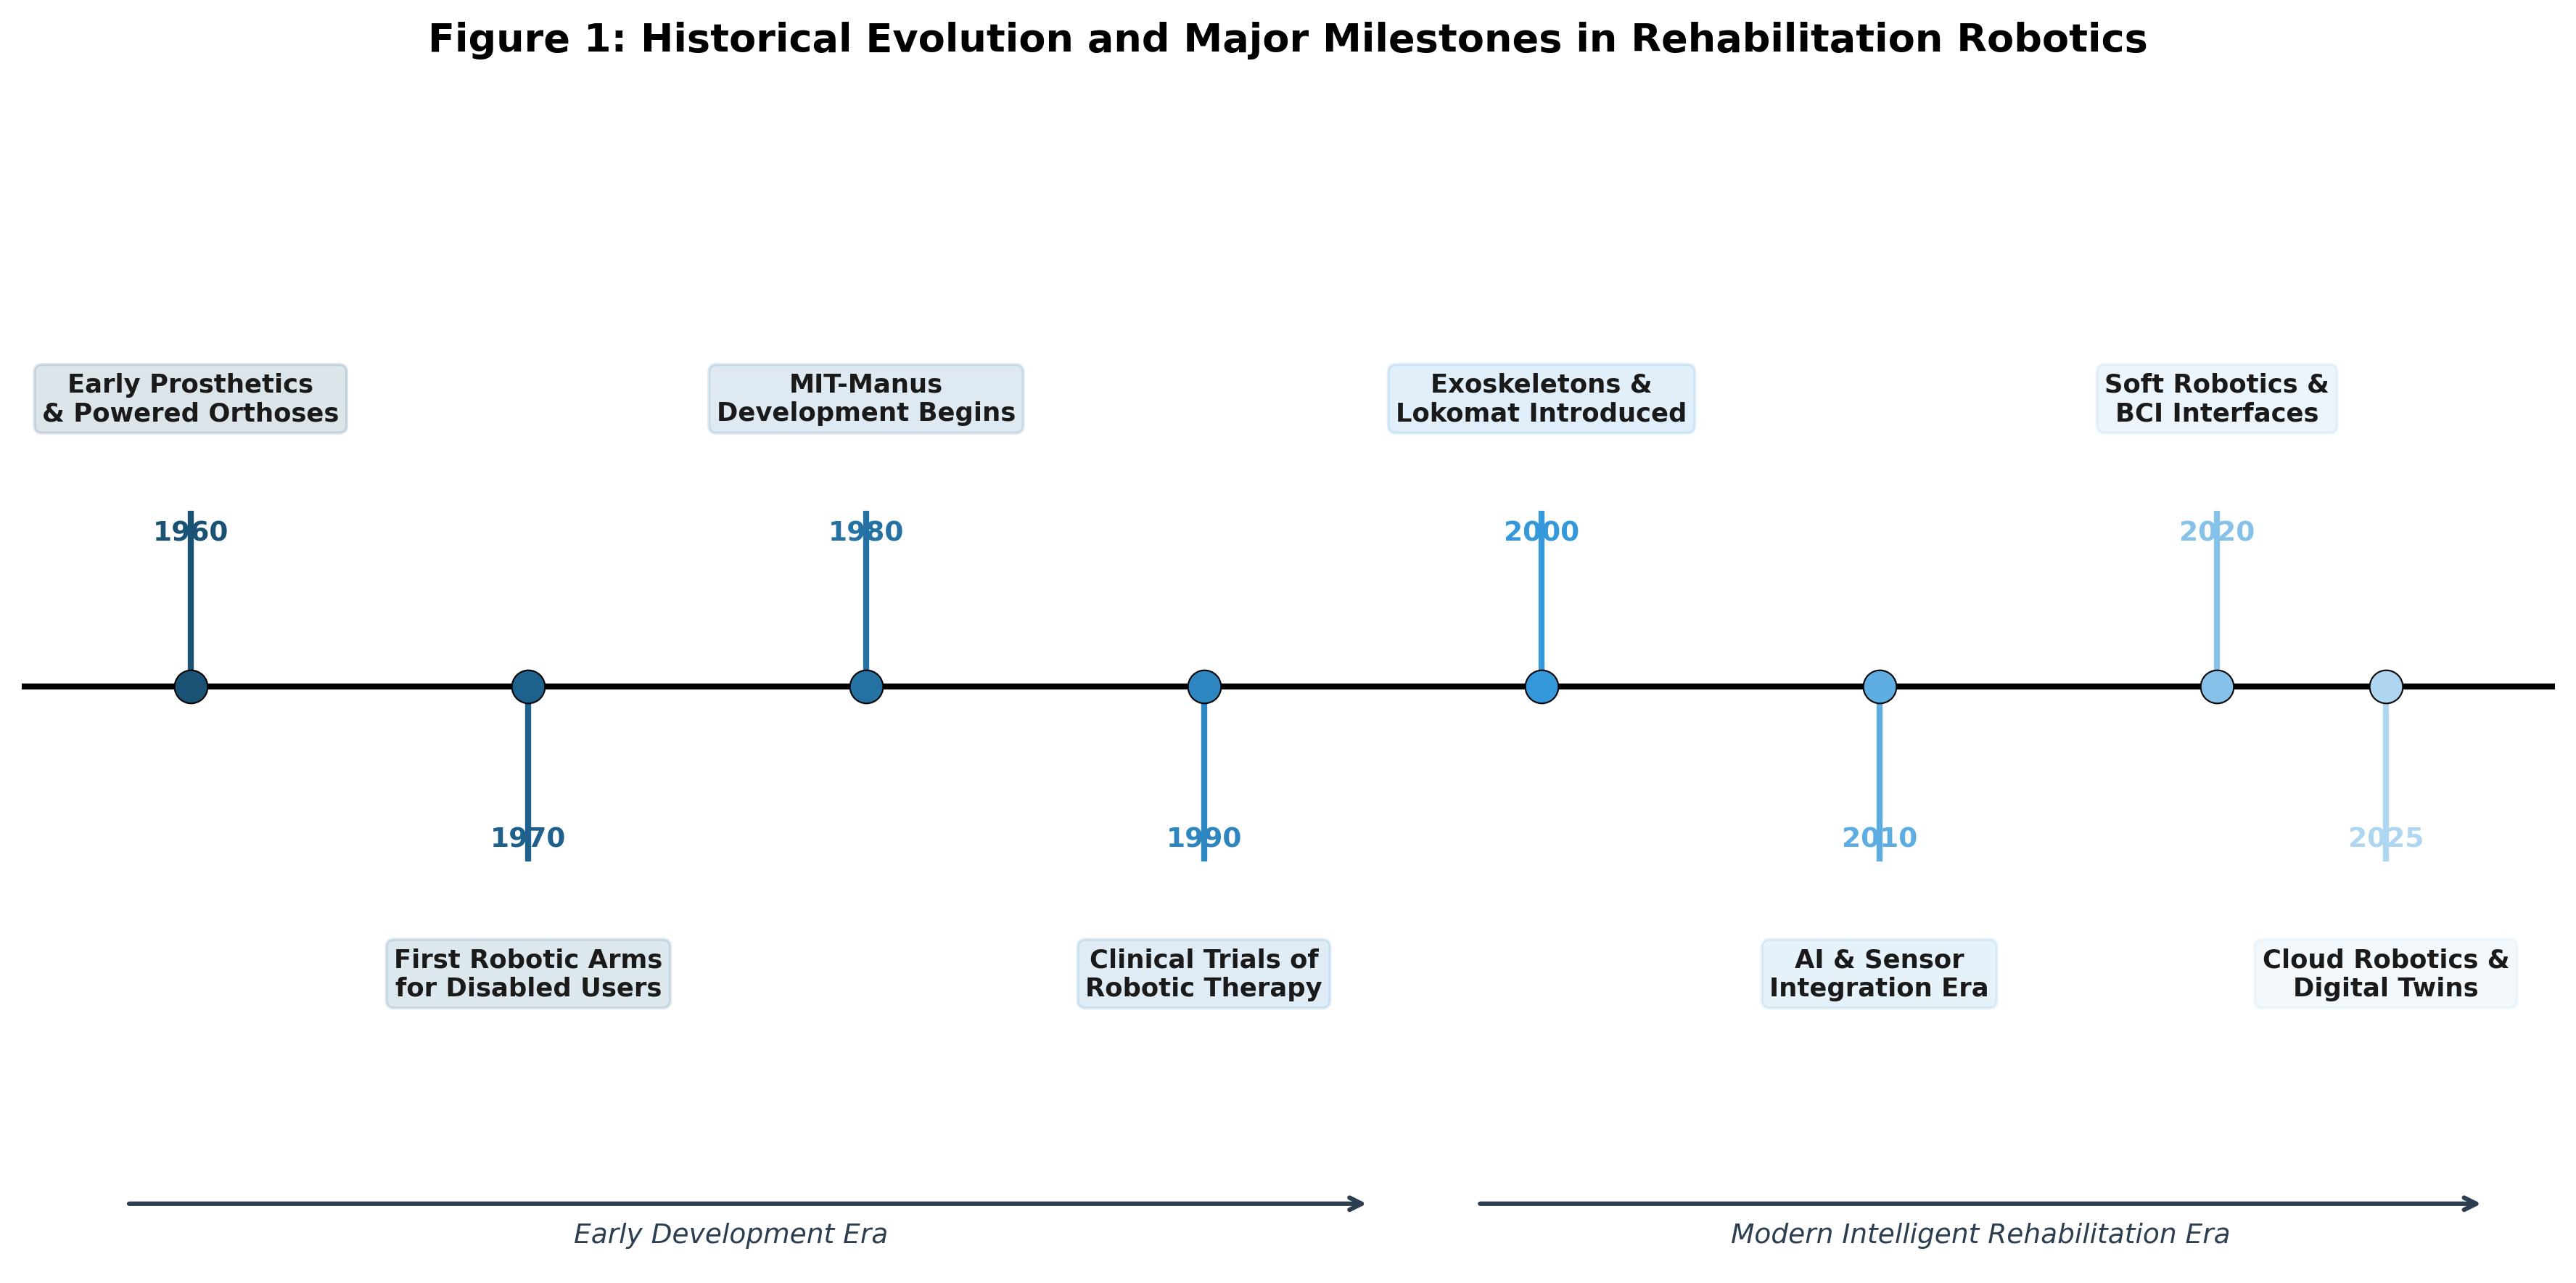 Figure 1: Historical Evolution and Major Milestones in Rehabilitation Robotics
Early Prosthetics
& Powered Orthoses
1960
First Robotic Arms
for Disabled Users
1970
MIT-Manus
Development Begins
1980
Clinical Trials of
Robotic Therapy
1990
Exoskeletons &
Lokomat Introduced
2000
AI & Sensor
Integration Era
2010
Soft Robotics &
BCI Interfaces
2020
Cloud Robotics &
Digital Twins
2025
Early Development Era
Modern Intelligent Rehabilitation Era